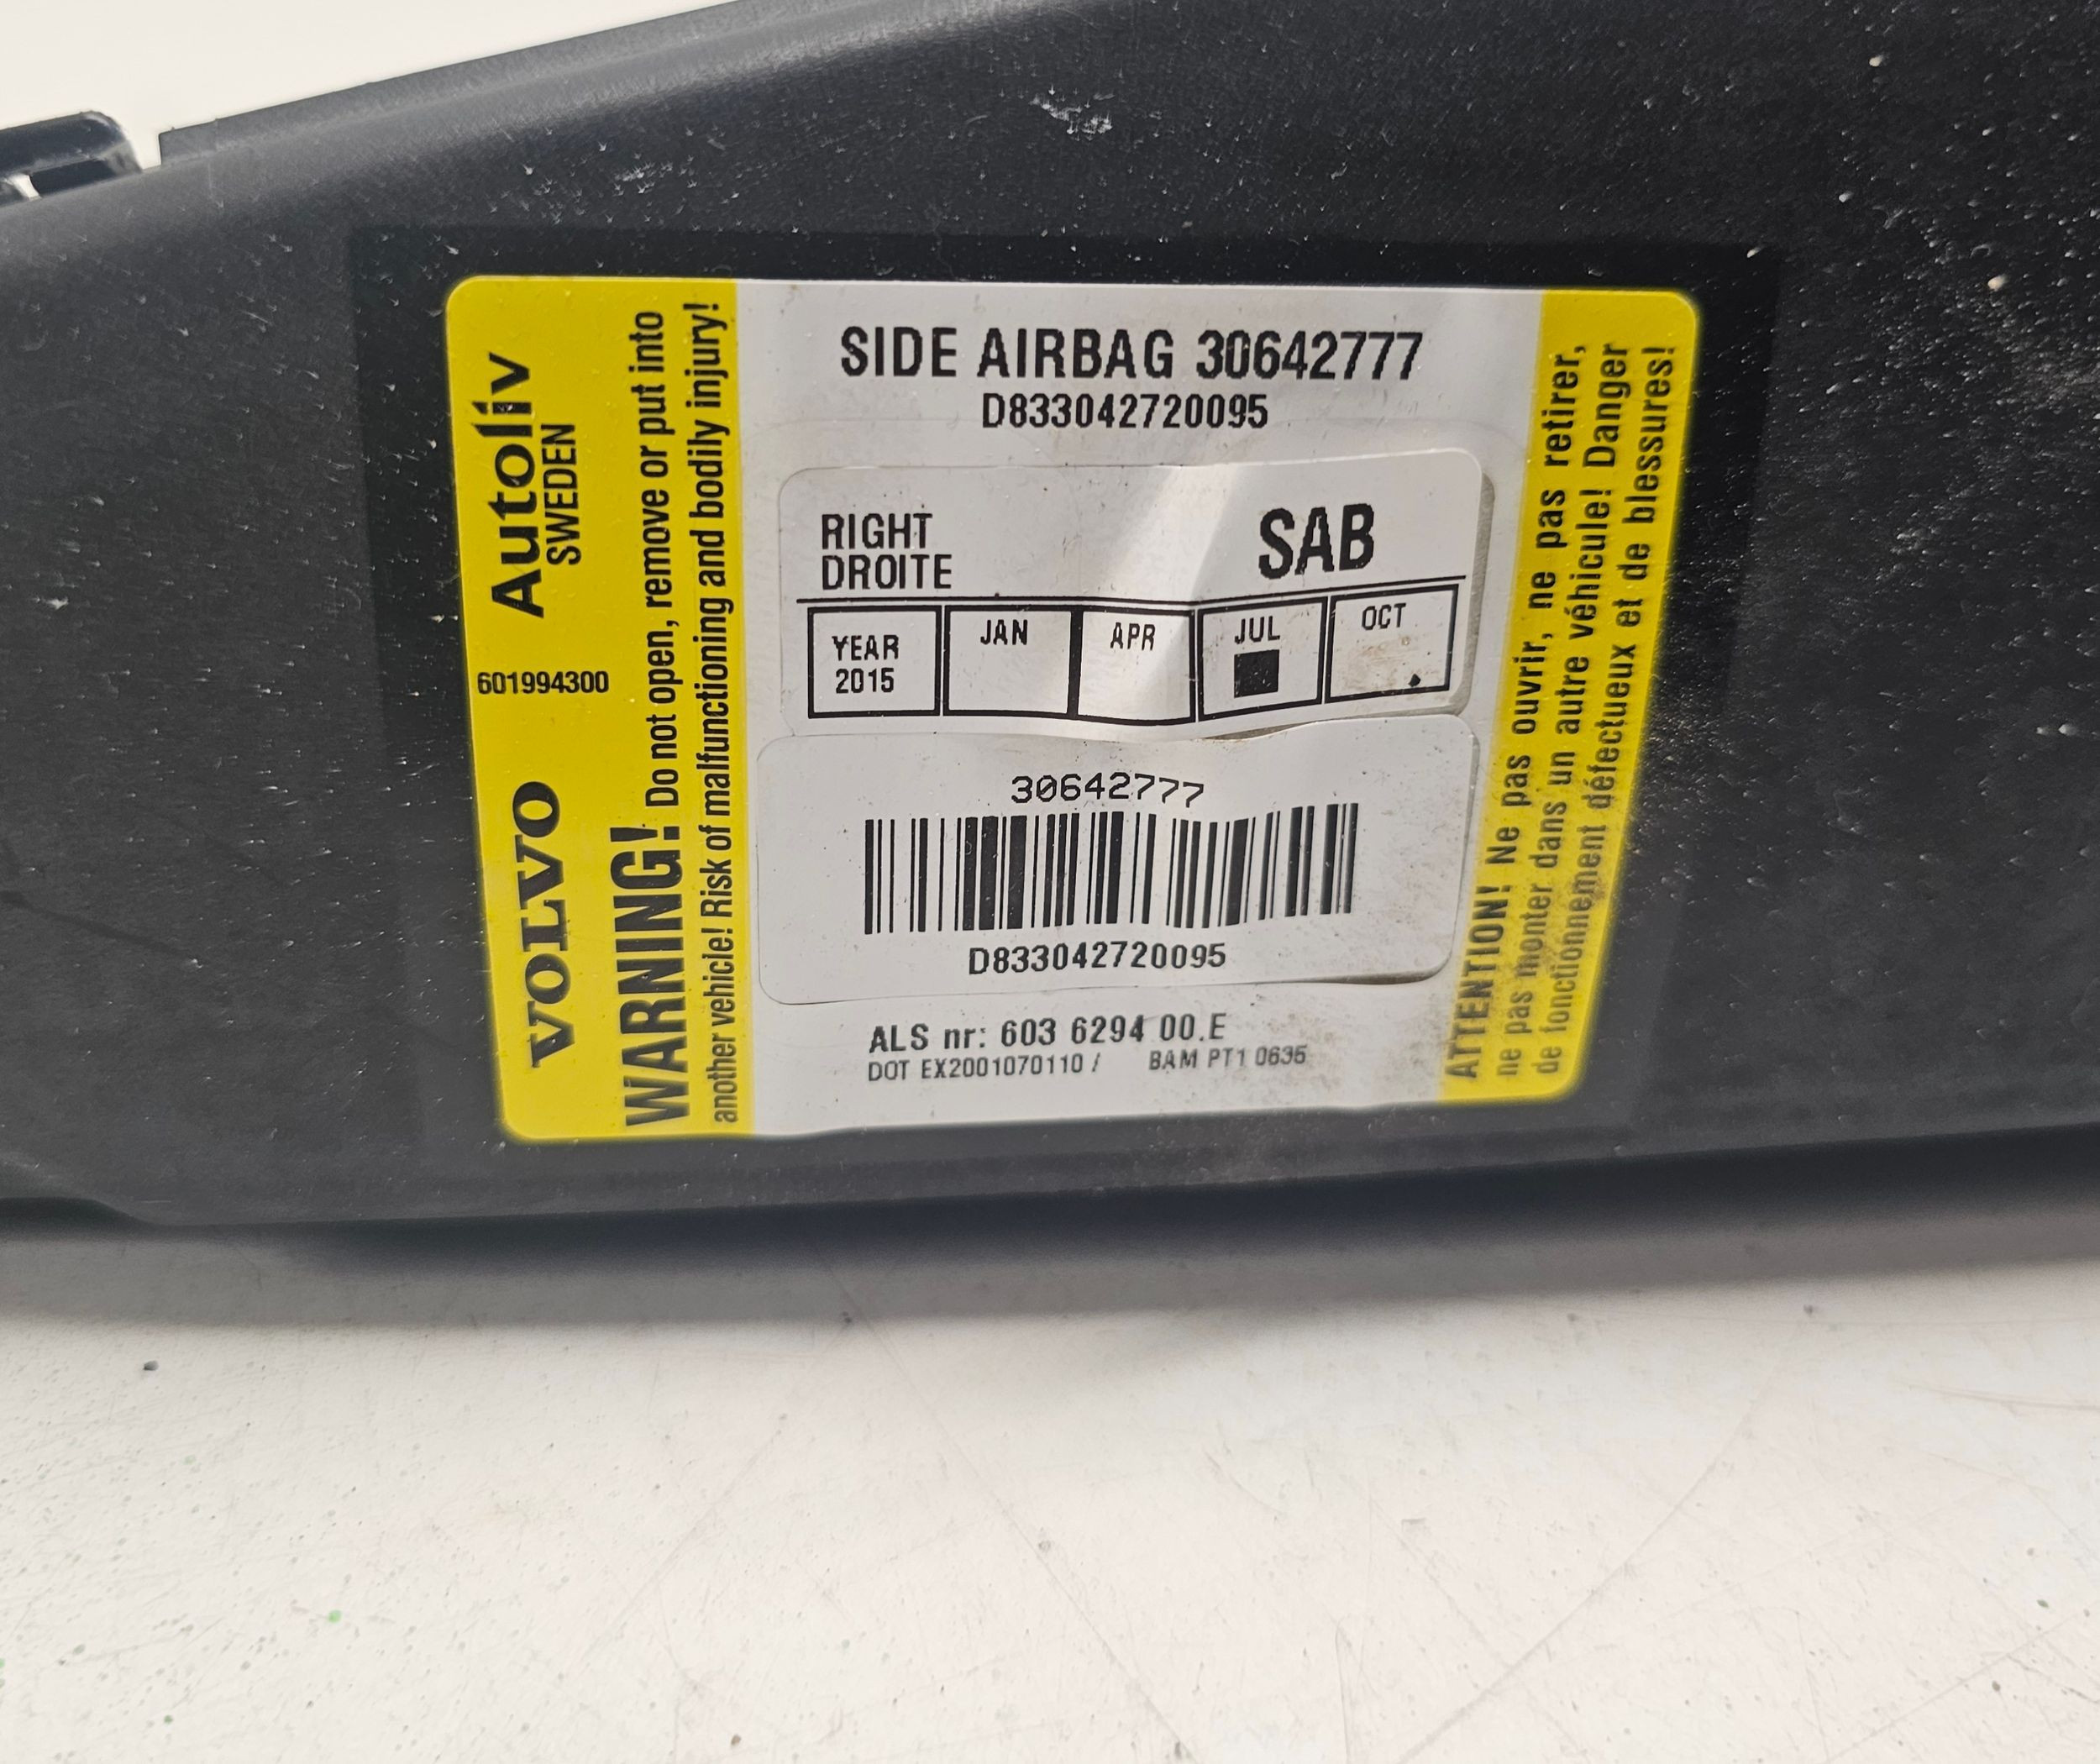 VOLVO
601994300
Autoliv
SWEDEN
WARNING! Do not open, remove or put into
another vehicle! Risk of malfunctioning and bodily injury!
SIDE AIRBAG 30642777
D833042720095
RIGHT
DROITE
SAB
YEAR
2015
JAN
APR
JUL
OCT
30642777
D833042720095
ALS nr: 603 6294 00.E
DOT EX2001070110 / BAM PT1 0635
ATTENTION! Ne pas ouvrir, ne pas retirer,
ne pas monter dans un autre véhicule! Danger
de fonctionnement défectueux et de blessures!